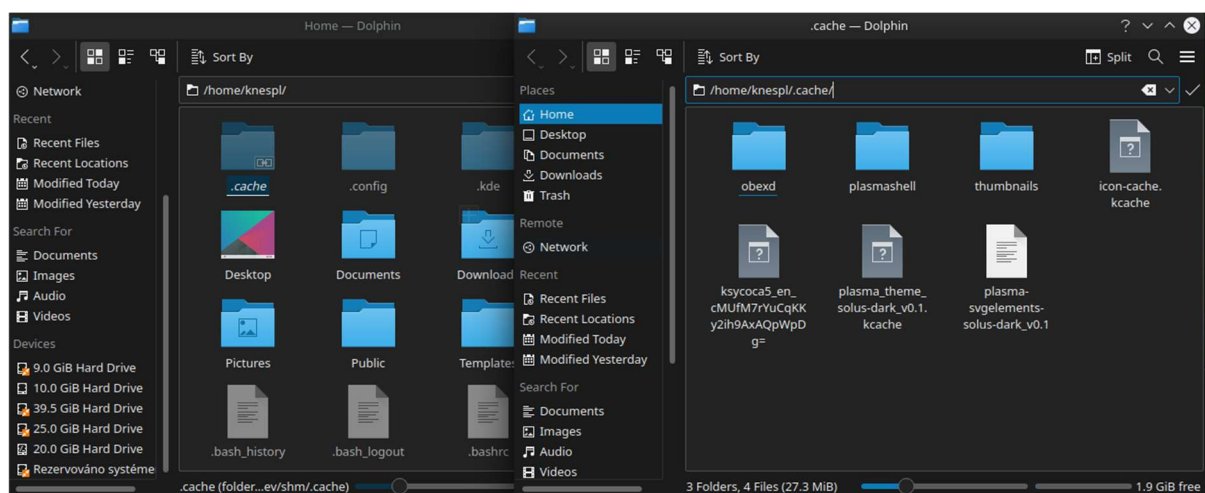 Home — Dolphin
Sort By
/home/knespl/
Network
Recent
Recent Files
Recent Locations
Modified Today
Modified Yesterday
Search For
Documents
Images
Audio
Videos
Devices
9.0 GiB Hard Drive
10.0 GiB Hard Drive
39.5 GiB Hard Drive
25.0 GiB Hard Drive
20.0 GiB Hard Drive
Rezervováno systéme
.cache
.config
.kde
Desktop
Documents
Download
Pictures
Public
Templates
.bash_history
.bash_logout
.bashrc
.cache (folder...ev/shm/.cache)
.cache — Dolphin
Sort By
Split
/home/knespl/.cache/
Places
Home
Desktop
Documents
Downloads
Trash
Remote
Network
Recent
Recent Files
Recent Locations
Modified Today
Modified Yesterday
Search For
Documents
Images
Audio
Videos
obexd
plasmashell
thumbnails
icon-cache.
kcache
ksycoca5_en_
cMUfM7rYuCqKK
y2ih9AxAQpWpD
g=
plasma_theme_
solus-dark_v0.1.
kcache
plasma-
svgelements-
solus-dark_v0.1
3 Folders, 4 Files (27.3 MiB)
1.9 GiB free